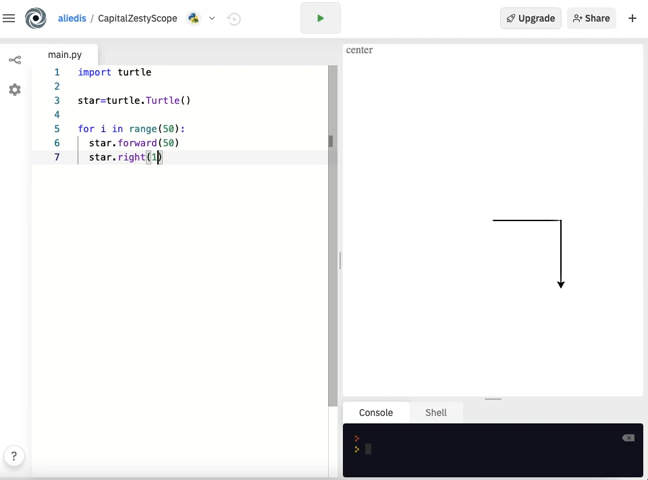 aliedis / CapitalZestyScope
Upgrade
Share
main.py
center
1 import turtle
2
3 star=turtle.Turtle()
4
5 for i in range(50):
6 star.forward(50)
7 star.right(1)
Console
Shell
?